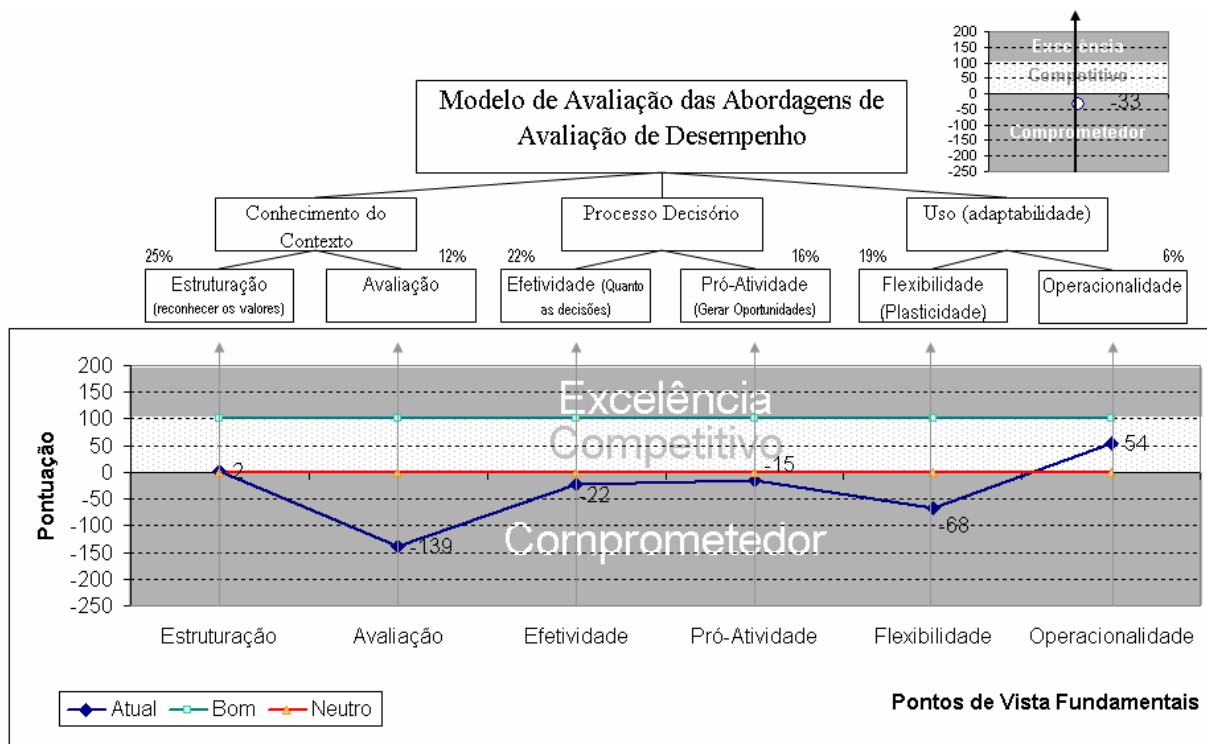 200
150
100
50
0
-50
-100
-150
-200
-250
Excelência
Competitivo
-33
Comprometedor
Modelo de Avaliação das Abordagens de
Avaliação de Desempenho
Conhecimento do
Contexto
Processo Decisório
Uso (adaptabilidade)
25%
12%
22%
16%
19%
6%
Estruturação
(reconhecer os valores)
Avaliação
Efetividade (Quanto
as decisões)
Pró-Atividade
(Gerar Oportunidades)
Flexibilidade
(Plasticidade)
Operacionalidade
Pontuação
200
150
100
50
0
-50
-100
-150
-200
-250
Excelência
Competitivo
Comprometedor
2
-139
-22
-15
-68
54
Estruturação
Avaliação
Efetividade
Pró-Atividade
Flexibilidade
Operacionalidade
Atual
Bom
Neutro
Pontos de Vista Fundamentais